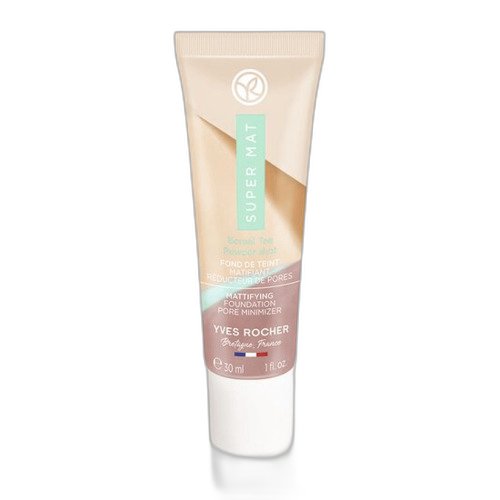 SUPER MAT
FOND DE TEINT
MATIFIANT
RÉDUCTEUR DE PORES
MATTIFYING
FOUNDATION
PORE MINIMIZER
YVES ROCHER
Bretagne, France
e 30 ml 1 fl. oz.